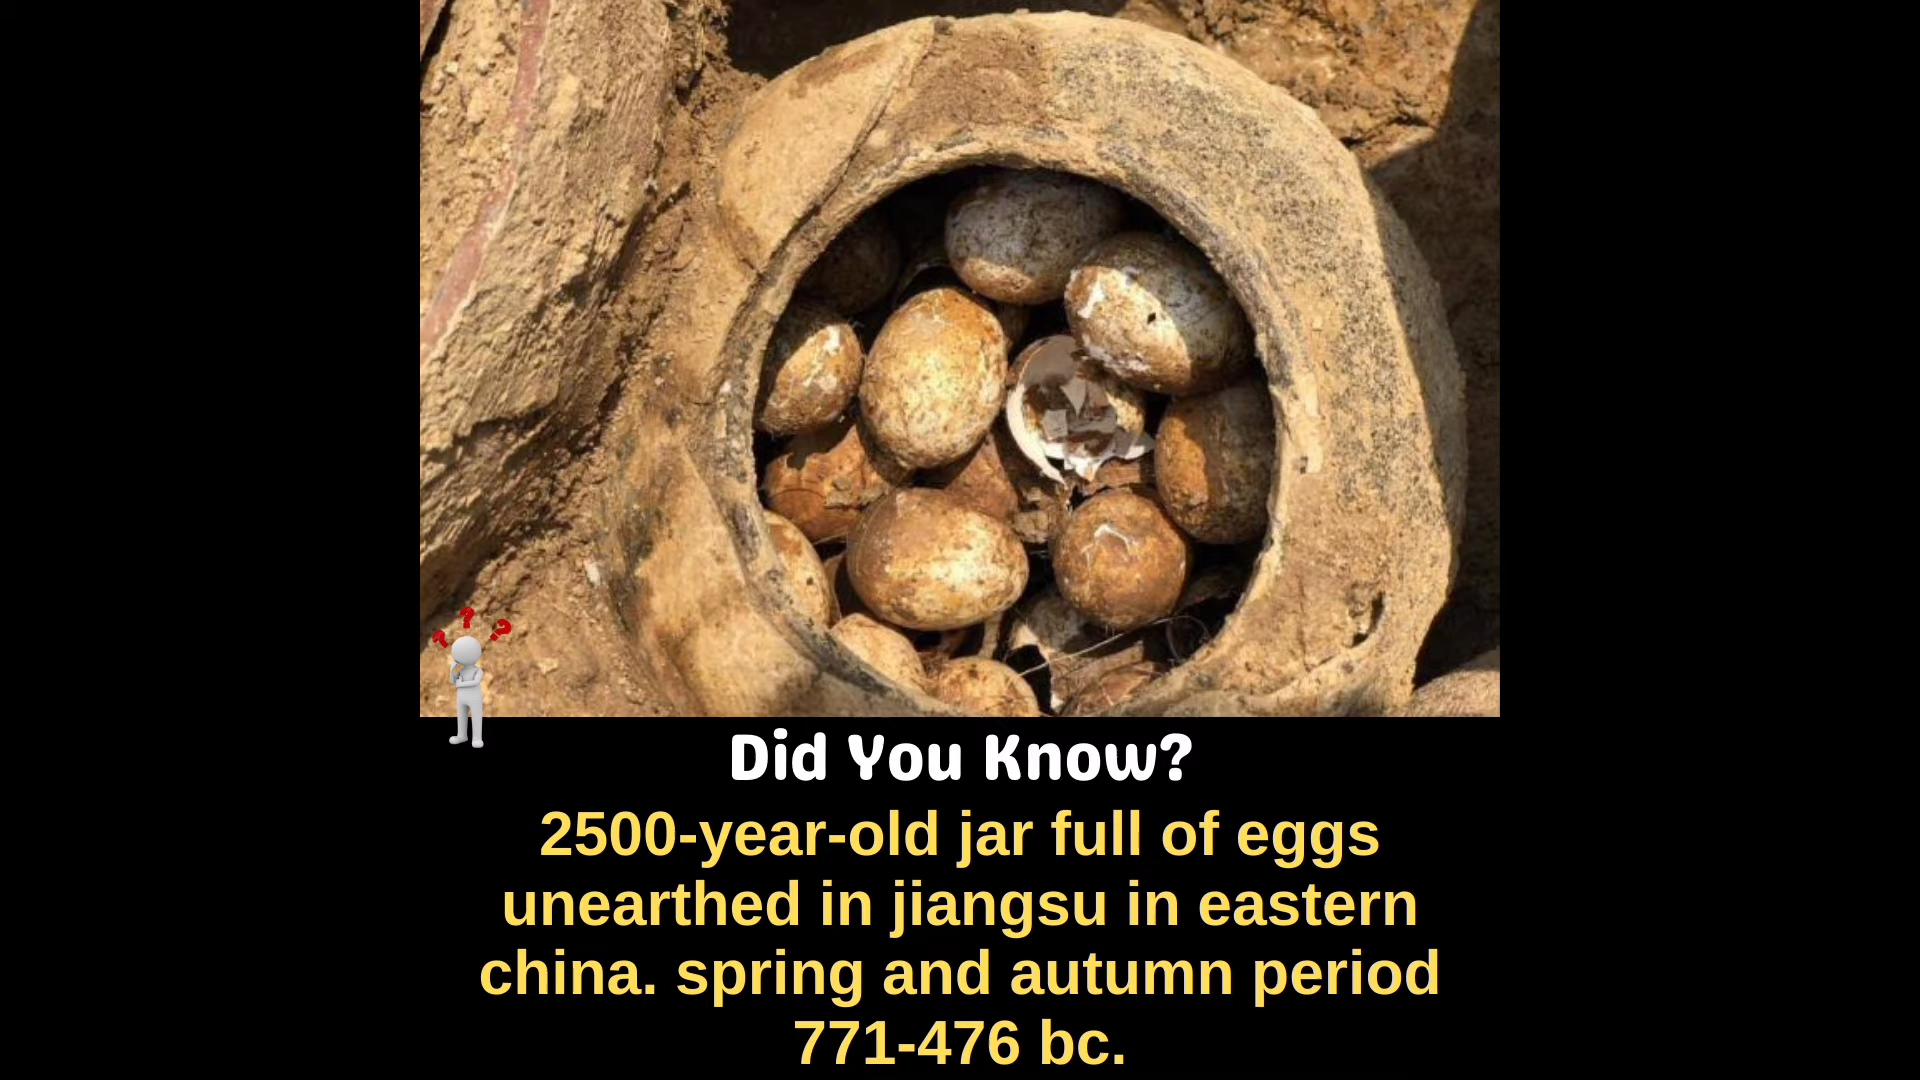 Did You Know?
2500-year-old jar full of eggs
unearthed in jiangsu in eastern
china. spring and autumn period
771-476 bc.